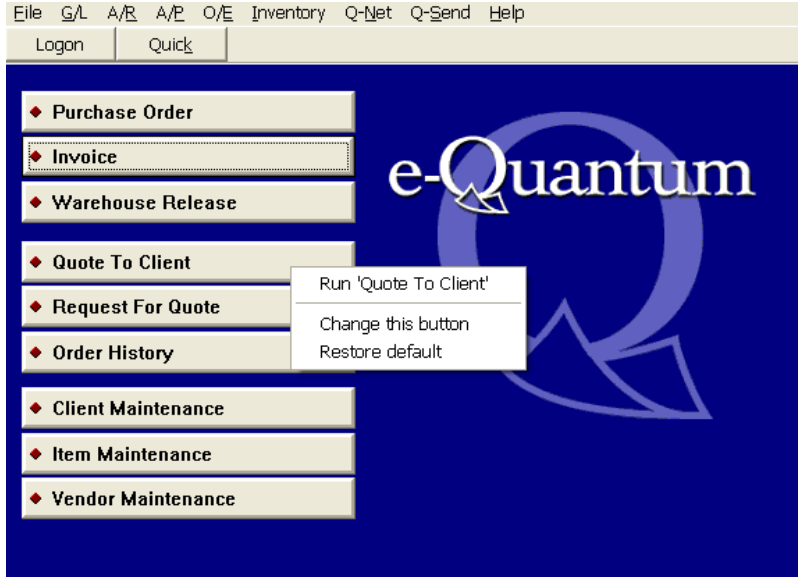 File G/L A/R A/P O/E Inventory Q-Net Q-Send Help
Logon Quick
Purchase Order
Invoice
Warehouse Release
Quote To Client
Request For Quote
Order History
Client Maintenance
Item Maintenance
Vendor Maintenance
e-Quantum
Run 'Quote To Client'
Change this button
Restore default